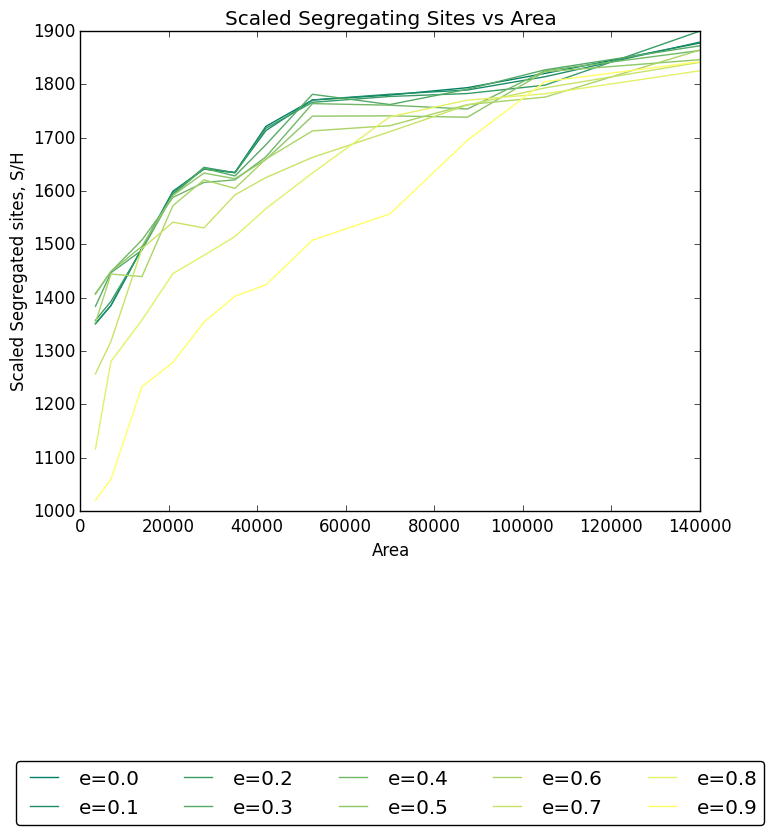 Scaled Segregating Sites vs Area
Scaled Segregated sites, S/H
1900
1800
1700
1600
1500
1400
1300
1200
1100
1000
0 20000 40000 60000 80000 100000 120000 140000
Area
e=0.0 e=0.2 e=0.4 e=0.6 e=0.8
e=0.1 e=0.3 e=0.5 e=0.7 e=0.9